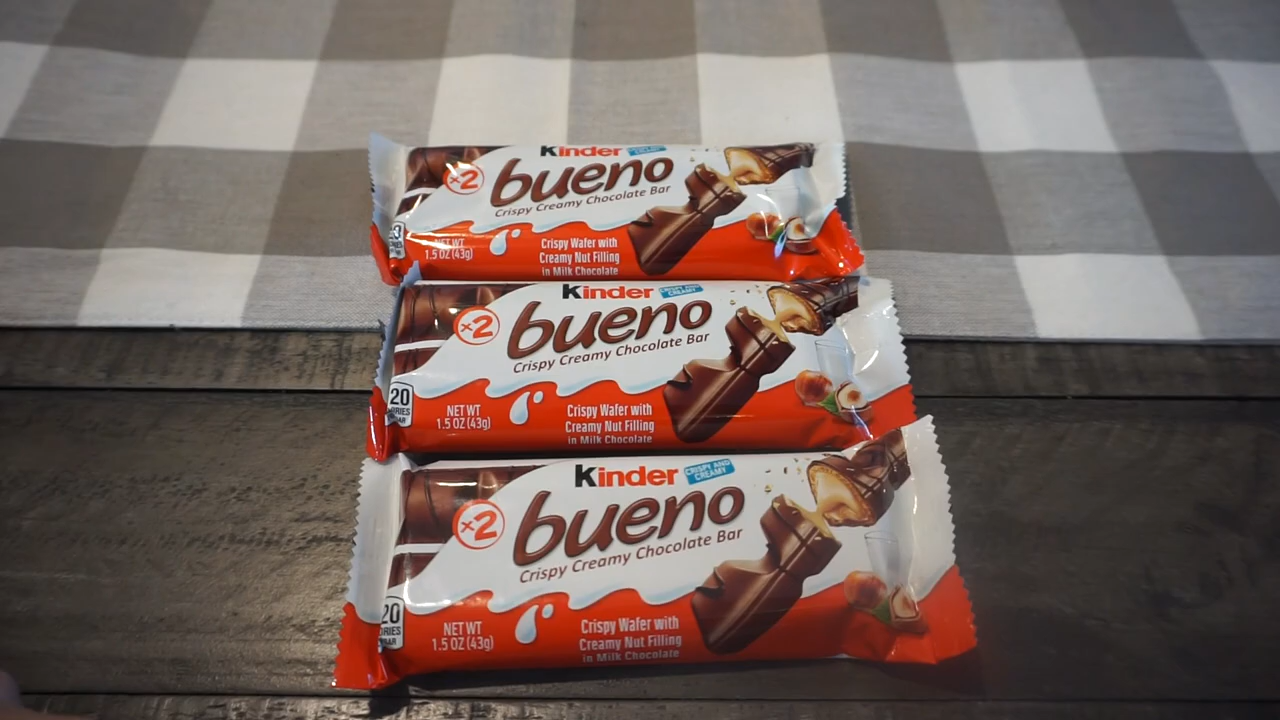 Kinder
x2
bueno
Crispy Creamy Chocolate Bar
NET WT
1.5 OZ (43g)
Crispy Wafer with
Creamy Nut Filling
in Milk Chocolate
Kinder
CRISPY AND
CREAMY
x2
bueno
Crispy Creamy Chocolate Bar
20
NET WT
1.5 OZ (43g)
Crispy Wafer with
Creamy Nut Filling
in Milk Chocolate
Kinder
CRISPY AND
CREAMY
x2
bueno
Crispy Creamy Chocolate Bar
20
NET WT
1.5 OZ (43g)
Crispy Wafer with
Creamy Nut Filling
in Milk Chocolate